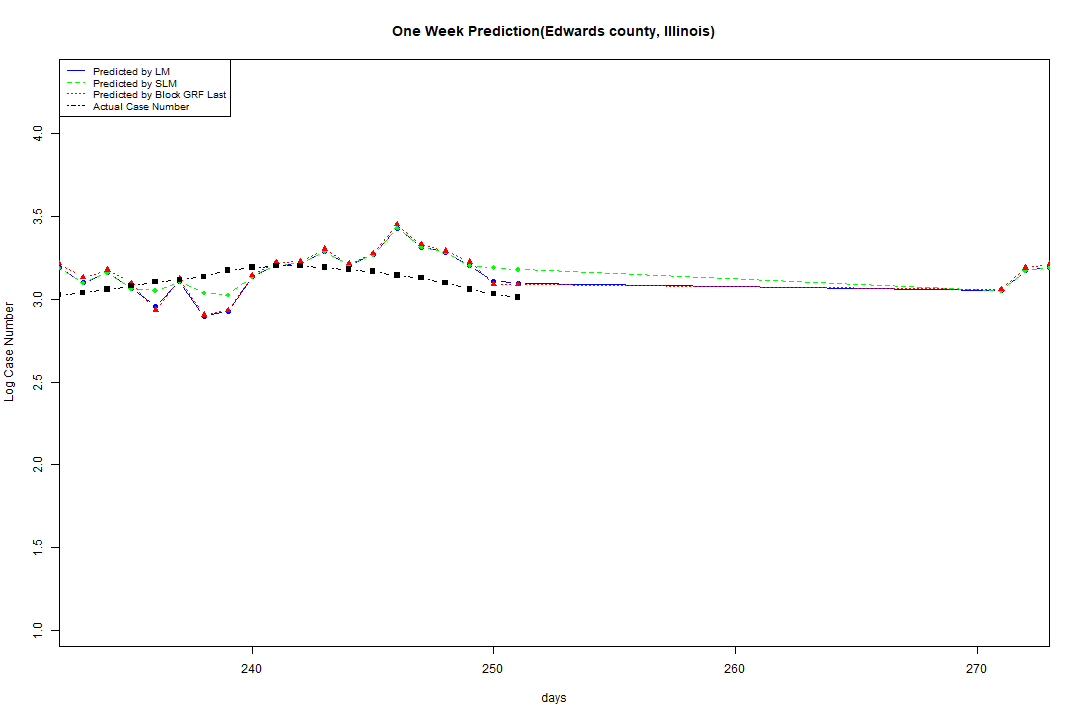 One Week Prediction(Edwards county, Illinois)
Predicted by LM
Predicted by SLM
Predicted by Block GRF Last
Actual Case Number
Log Case Number
4.0
3.5
3.0
2.5
2.0
1.5
1.0
240
250
260
270
days